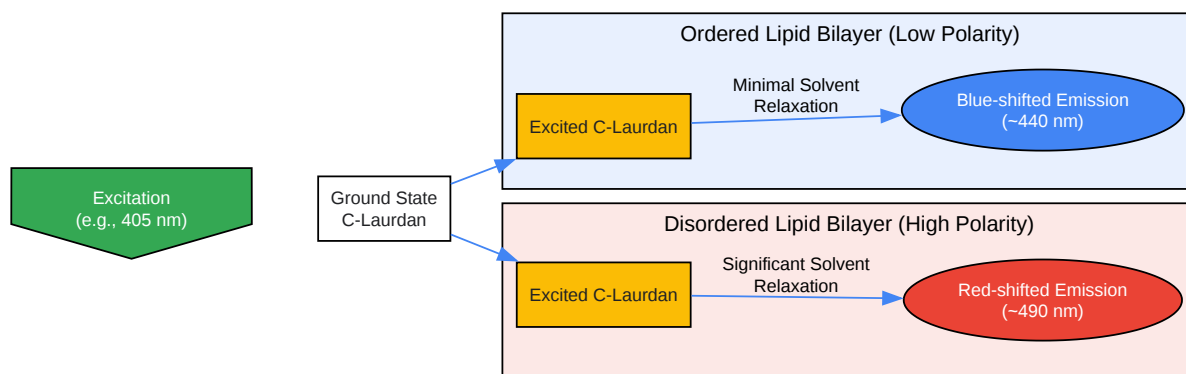 Excitation
(e.g., 405 nm)
Ground State
C-Laurdan
Ordered Lipid Bilayer (Low Polarity)
Excited C-Laurdan
Minimal Solvent
Relaxation
Blue-shifted Emission
(~440 nm)
Disordered Lipid Bilayer (High Polarity)
Excited C-Laurdan
Significant Solvent
Relaxation
Red-shifted Emission
(~490 nm)